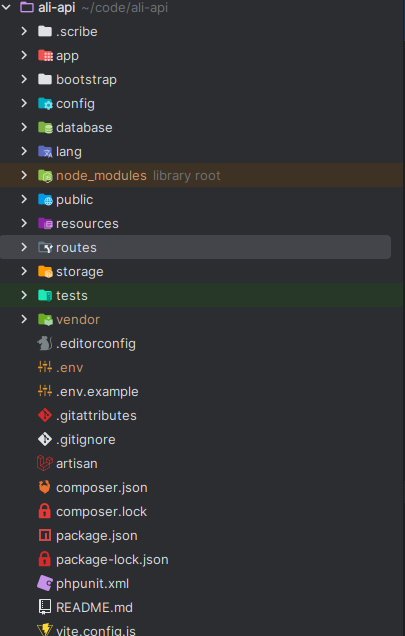 ali-api ~/code/ali-api
.scribe
app
bootstrap
config
database
lang
node_modules library root
public
resources
routes
storage
tests
vendor
.editorconfig
.env
.env.example
.gitattributes
.gitignore
artisan
composer.json
composer.lock
package.json
package-lock.json
phpunit.xml
README.md
vite.config.js